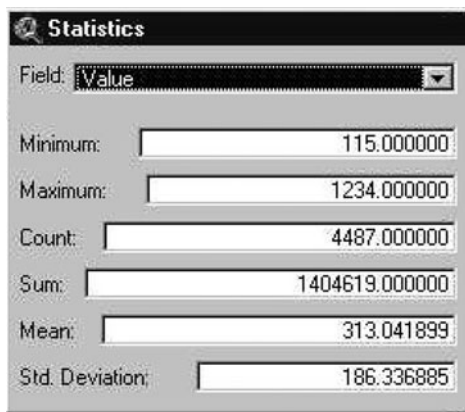 Statistics
Field: Value
Minimum: 115.000000
Maximum: 1234.000000
Count: 4487.000000
Sum: 1404619.000000
Mean: 313.041899
Std. Deviation: 186.336885